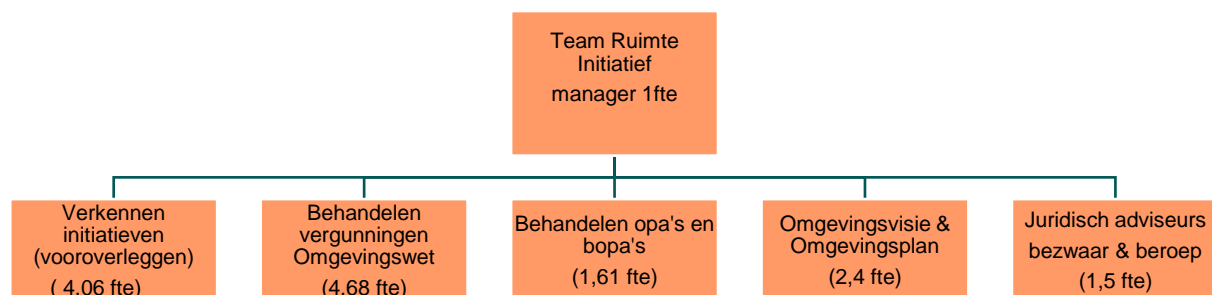 Team Ruimte
Initiatief
manager 1fte
Verkennen
initiatieven
(vooroverleggen)
( 4,06 fte)
Behandelen
vergunningen
Omgevingswet
(4,68 fte)
Behandelen opa's en
bopa's
(1,61 fte)
Omgevingsvisie &
Omgevingsplan
(2,4 fte)
Juridisch adviseurs
bezwaar & beroep
(1,5 fte)